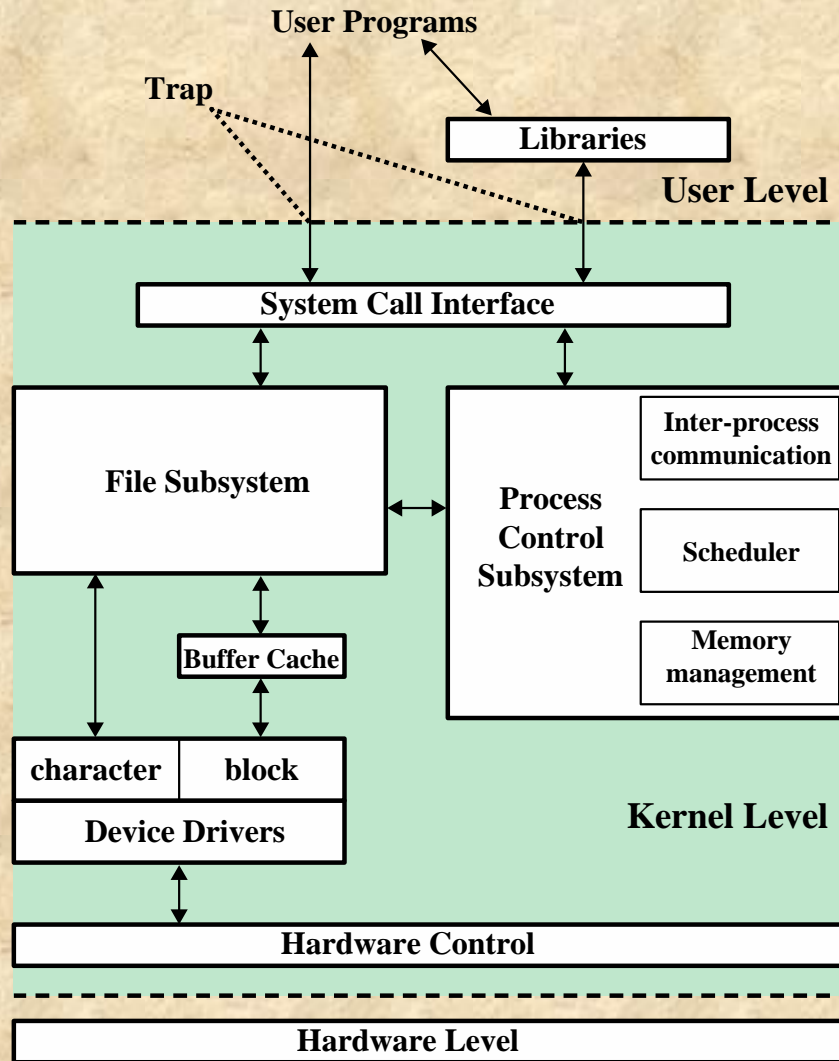 User Programs
Trap
Libraries
User Level
System Call Interface
File Subsystem
Process
Control
Subsystem
Inter-process
communication
Scheduler
Memory
management
Buffer Cache
character
block
Device Drivers
Kernel Level
Hardware Control
Hardware Level